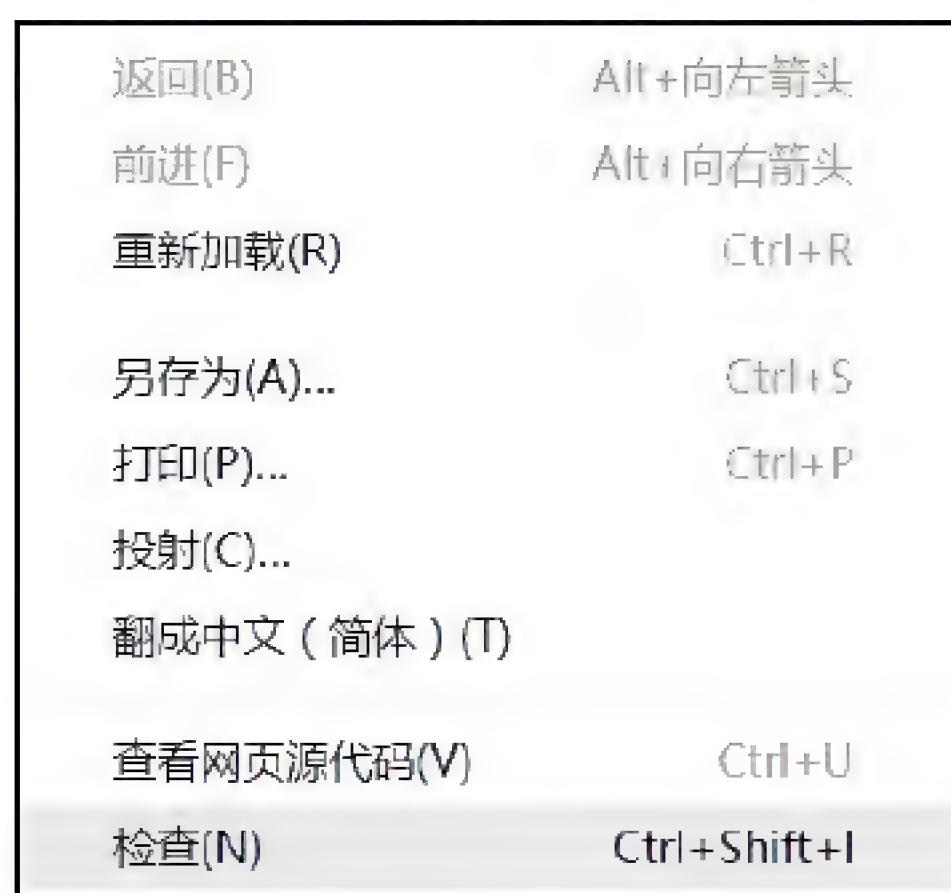 返回(B) Alt+向左箭头
前进(F) Alt+向右箭头
重新加载(R) Ctrl+R
另存为(A)... Ctrl+S
打印(P)... Ctrl+P
投射(C)...
翻成中文（简体）(T)
查看网页源代码(V) Ctrl+U
检查(N) Ctrl+Shift+I